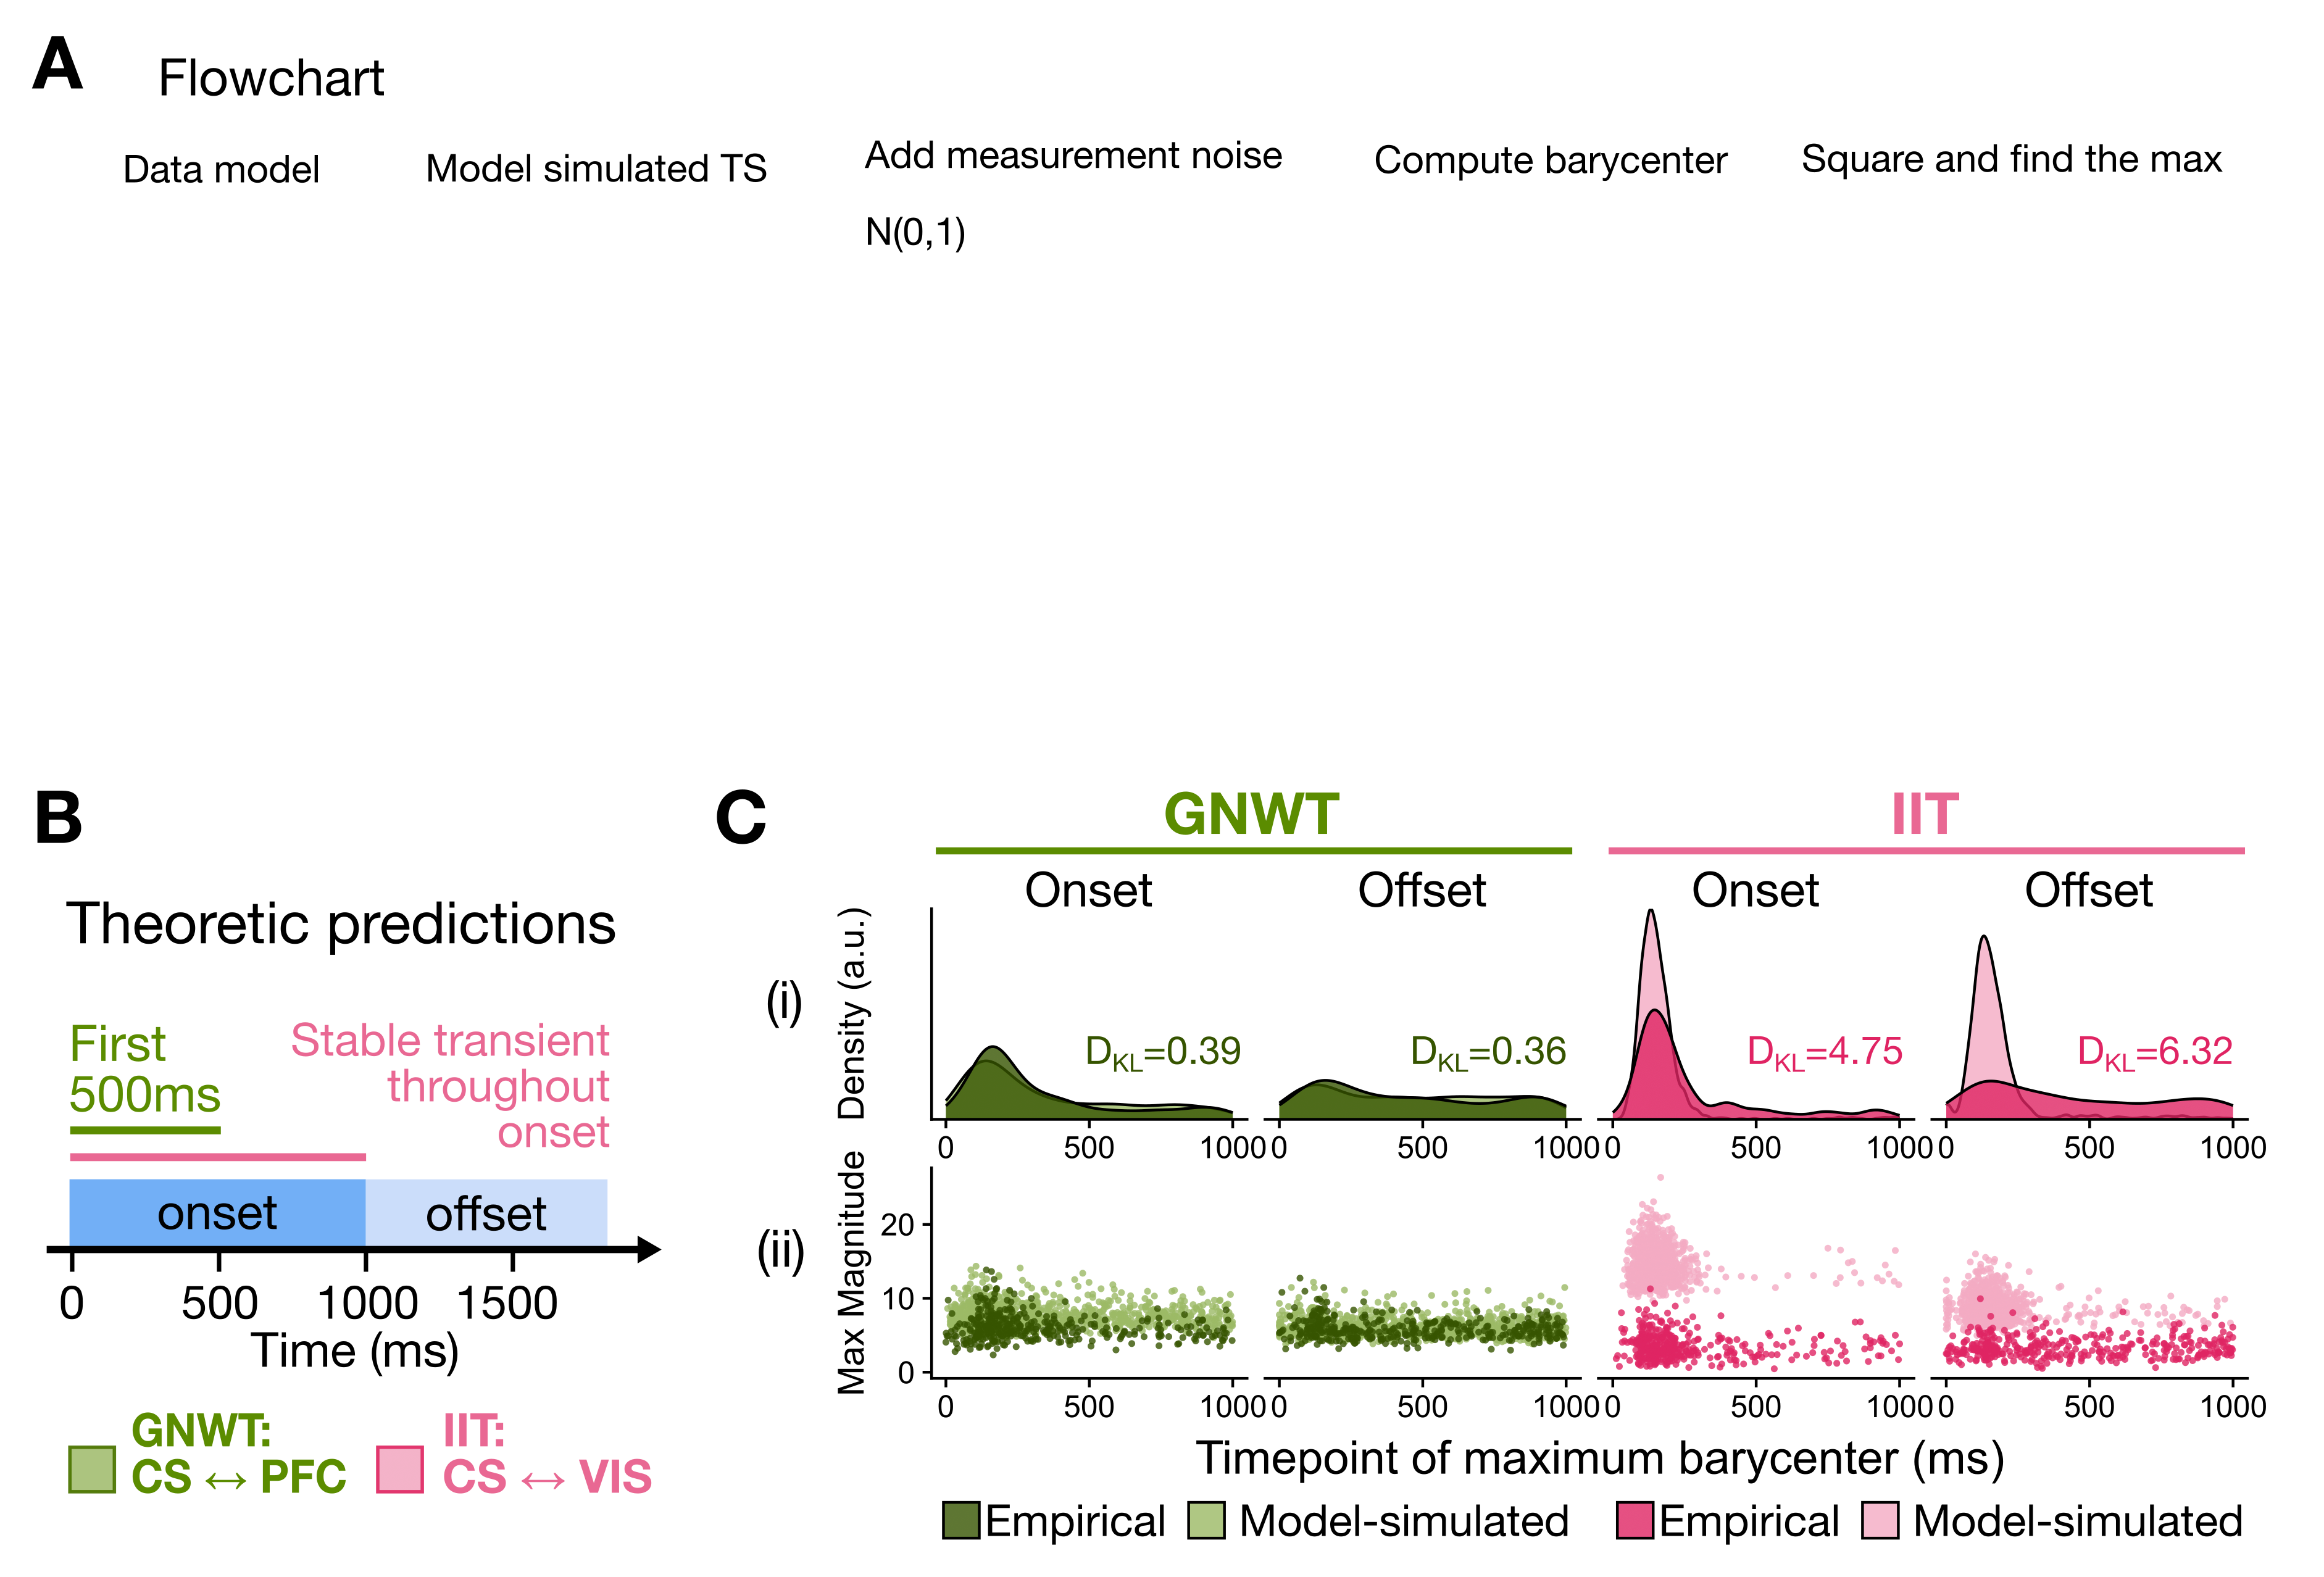 A
Flowchart
Data model
Model simulated TS
Add measurement noise
N(0,1)
Compute barycenter
Square and find the max
B
Theoretic predictions
First
500ms
Stable transient
throughout
onset
onset
offset
0 500 1000 1500
Time (ms)
GNWT:
CS ↔ PFC
IIT:
CS ↔ VIS
C
GNWT
IIT
Onset
Offset
Onset
Offset
(i)
Density (a.u.)
DKL=0.39
DKL=0.36
DKL=4.75
DKL=6.32
0 500 1000
0 500 1000
0 500 1000
0 500 1000
(ii)
Max Magnitude
20
10
0
0 500 1000
0 500 1000
0 500 1000
0 500 1000
Timepoint of maximum barycenter (ms)
Empirical
Model-simulated
Empirical
Model-simulated